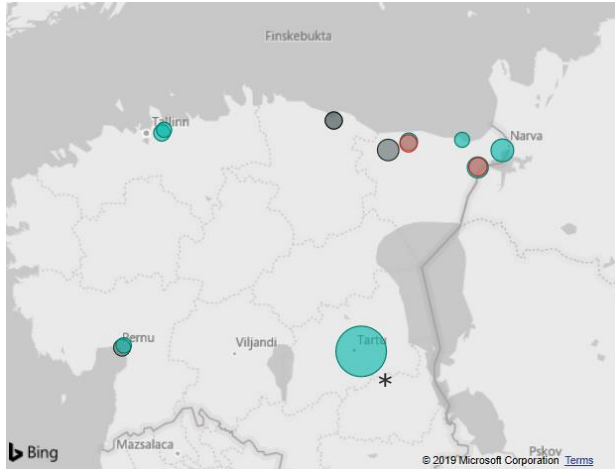 Finskebukta
Tallinn
Narva
Pernu
Viljandi
Tartu
*
Mazsalaca
Pskov
Bing
© 2019 Microsoft Corporation Terms